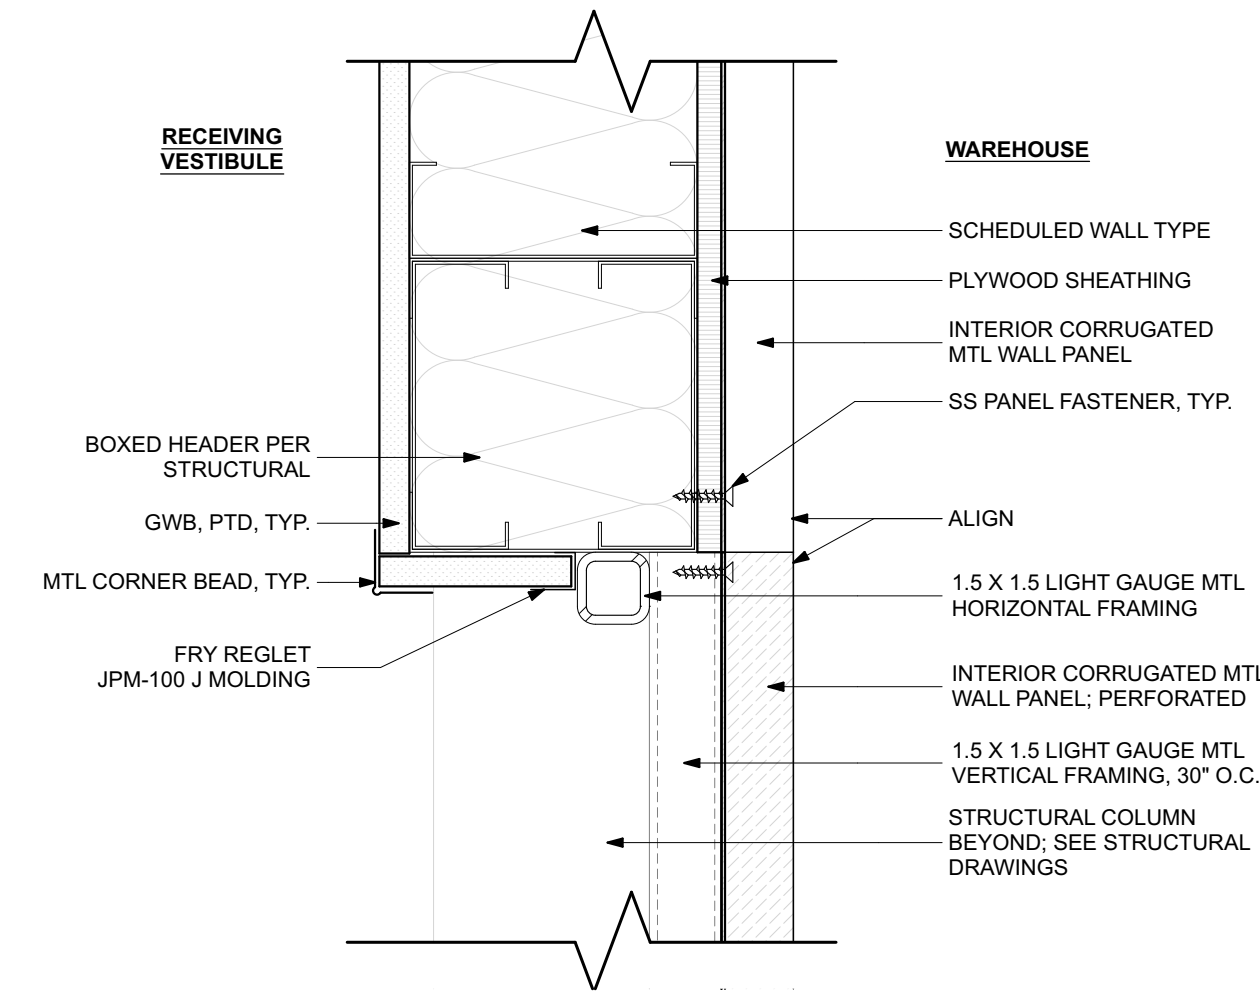 RECEIVING
VESTIBULE
BOXED HEADER PER
STRUCTURAL
GWB, PTD, TYP.
MTL CORNER BEAD, TYP.
FRY REGLET
JPM-100 J MOLDING
WAREHOUSE
SCHEDULED WALL TYPE
PLYWOOD SHEATHING
INTERIOR CORRUGATED
MTL WALL PANEL
SS PANEL FASTENER, TYP.
ALIGN
1.5 X 1.5 LIGHT GAUGE MTL
HORIZONTAL FRAMING
INTERIOR CORRUGATED MTL
WALL PANEL; PERFORATED
1.5 X 1.5 LIGHT GAUGE MTL
VERTICAL FRAMING, 30" O.C.
STRUCTURAL COLUMN
BEYOND; SEE STRUCTURAL
DRAWINGS